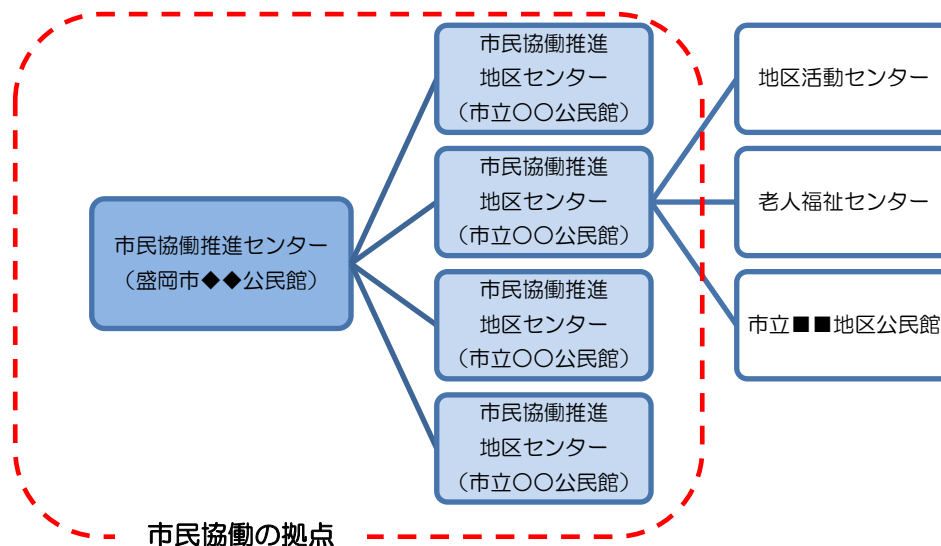 市民協働推進
地区センター
（市立〇〇公民館）
地区活動センター
市民協働推進
地区センター
（市立〇〇公民館）
老人福祉センター
市民協働推進センター
（盛岡市◆◆公民館）
市民協働推進
地区センター
（市立〇〇公民館）
市立■■地区公民館
市民協働推進
地区センター
（市立〇〇公民館）
市民協働の拠点